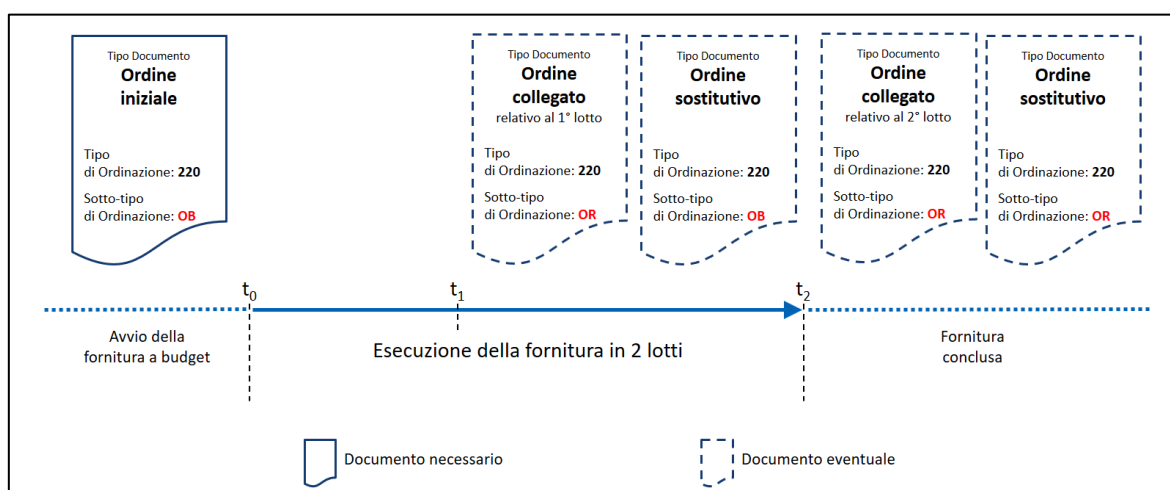 Tipo Documento
Ordine
iniziale
Tipo
di Ordinazione: 220
Sotto-tipo
di Ordinazione: OB
Tipo Documento
Ordine
collegato
relativo al 1° lotto
Tipo
di Ordinazione: 220
Sotto-tipo
di Ordinazione: OR
Tipo Documento
Ordine
sostitutivo
Tipo
di Ordinazione: 220
Sotto-tipo
di Ordinazione: OB
Tipo Documento
Ordine
collegato
relativo al 2° lotto
Tipo
di Ordinazione: 220
Sotto-tipo
di Ordinazione: OR
Tipo Documento
Ordine
sostitutivo
Tipo
di Ordinazione: 220
Sotto-tipo
di Ordinazione: OR
t0
t1
t2
Avvio della
fornitura a budget
Esecuzione della fornitura in 2 lotti
Fornitura
conclusa
Documento necessario
Documento eventuale